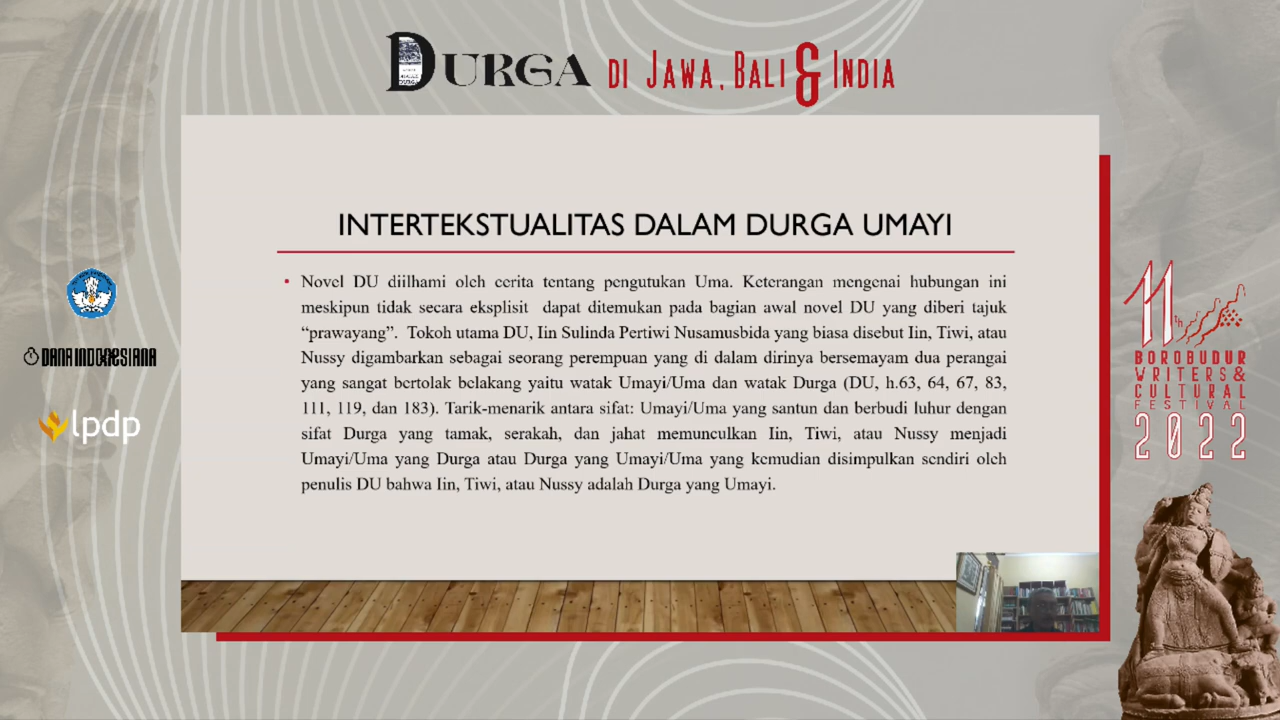 DURGA DI JAWA, BALI & INDIA
INTERTEKSTUALITAS DALAM DURGA UMAYI
• Novel DU diilhami oleh cerita tentang pengutukan Uma. Keterangan mengenai hubungan ini
meskipun tidak secara eksplisit dapat ditemukan pada bagian awal novel DU yang diberi tajuk
“prawayang”. Tokoh utama DU, Iin Sulinda Pertiwi Nusamusbida yang biasa disebut Iin, Tiwi, atau
Nussy digambarkan sebagai seorang perempuan yang di dalam dirinya bersemayam dua perangai
yang sangat bertolak belakang yaitu watak Umayi/Uma dan watak Durga (DU, h.63, 64, 67, 83,
111, 119, dan 183). Tarik-menarik antara sifat: Umayi/Uma yang santun dan berbudi luhur dengan
sifat Durga yang tamak, serakah, dan jahat memunculkan Iin, Tiwi, atau Nussy menjadi
Umayi/Uma yang Durga atau Durga yang Umayi/Uma yang kemudian disimpulkan sendiri oleh
penulis DU bahwa Iin, Tiwi, atau Nussy adalah Durga yang Umayi.
DANA INDONESIANA
lpdp
11th
BOROBUDUR
WRITERS &
CULTURAL
FESTIVAL
2022